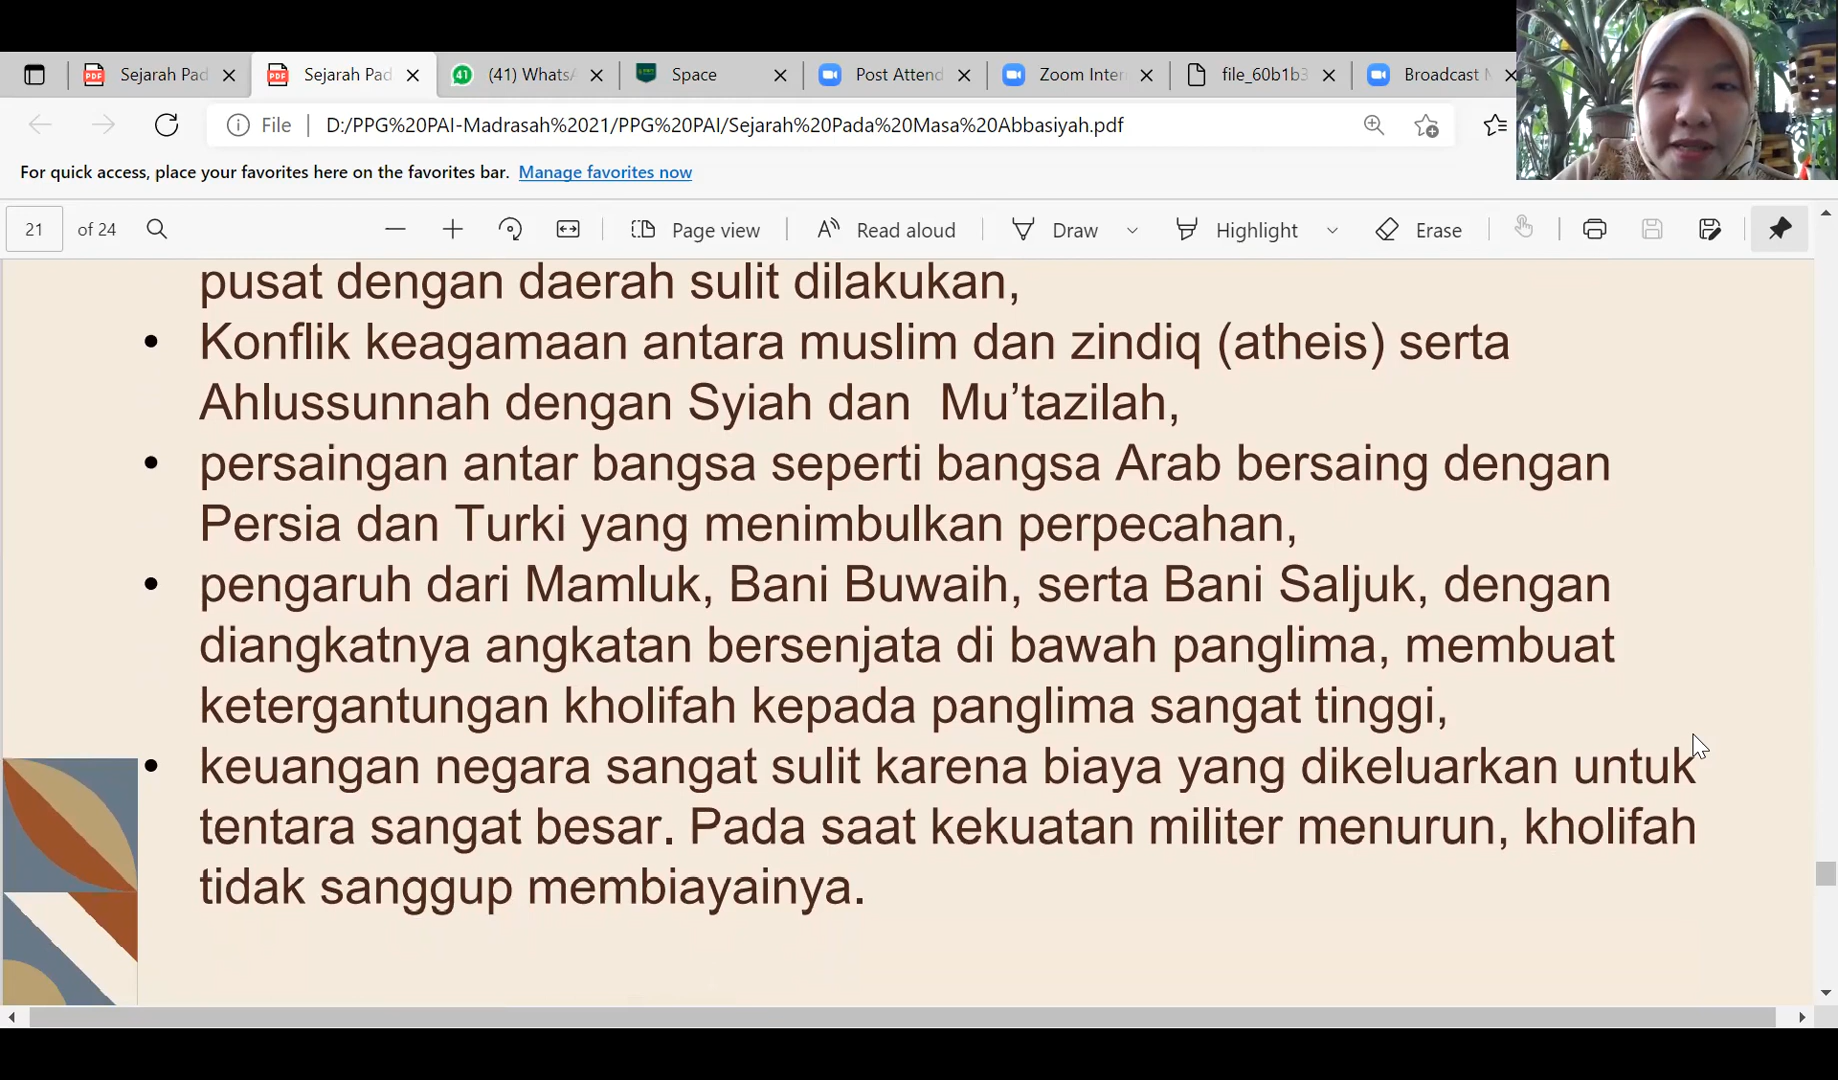 Sejarah Pad
Sejarah Pad
(41) WhatsA
Space
Post Attend
Zoom Inter
file_60b1b3
Broadcast M
File
D:/PPG%20PAI-Madrasah%2021/PPG%20PAI/Sejarah%20Pada%20Masa%20Abbasiyah.pdf
For quick access, place your favorites here on the favorites bar. Manage favorites now
21 of 24
Page view
Read aloud
Draw
Highlight
Erase
pusat dengan daerah sulit dilakukan,
• Konflik keagamaan antara muslim dan zindiq (atheis) serta
Ahlussunnah dengan Syiah dan Mu’tazilah,
• persaingan antar bangsa seperti bangsa Arab bersaing dengan
Persia dan Turki yang menimbulkan perpecahan,
• pengaruh dari Mamluk, Bani Buwaih, serta Bani Saljuk, dengan
diangkatnya angkatan bersenjata di bawah panglima, membuat
ketergantungan kholifah kepada panglima sangat tinggi,
• keuangan negara sangat sulit karena biaya yang dikeluarkan untuk
tentara sangat besar. Pada saat kekuatan militer menurun, kholifah
tidak sanggup membiayainya.